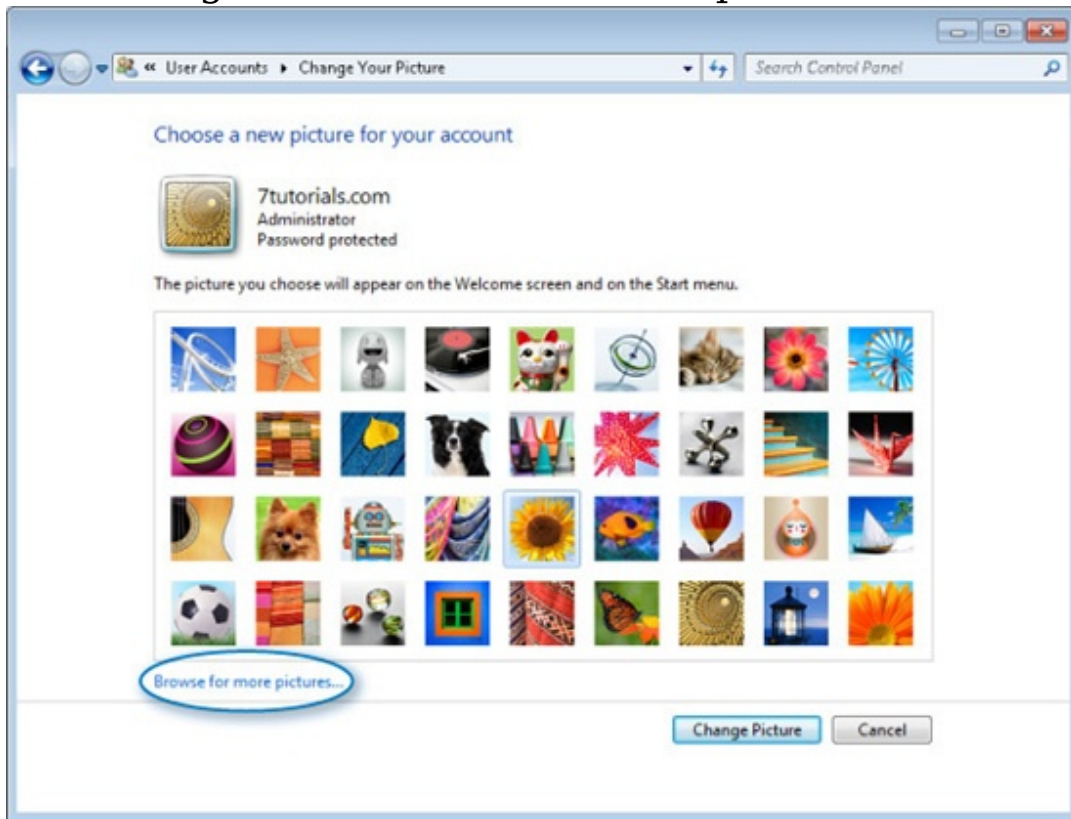 « User Accounts ▸ Change Your Picture
Search Control Panel
Choose a new picture for your account
7tutorials.com
Administrator
Password protected
The picture you choose will appear on the Welcome screen and on the Start menu.
Browse for more pictures...
Change Picture
Cancel